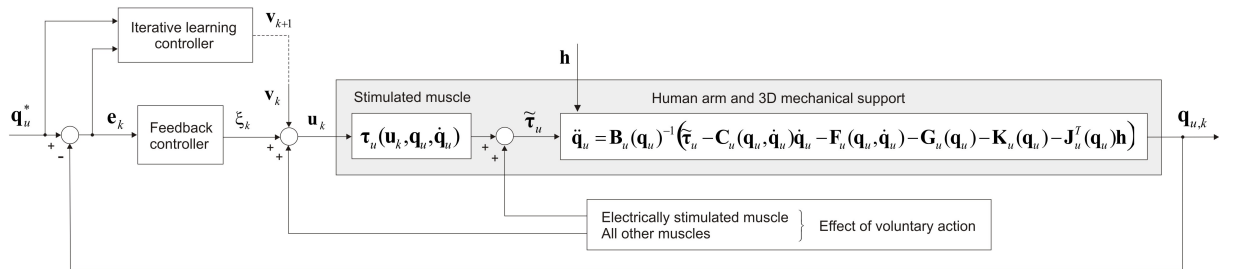 Iterative learning
controller
v_{k+1}
h
v_k
q_u^*
e_k
Feedback
controller
ξ_k
u_k
Stimulated muscle
τ_u(u_k, q_u, q̇_u)
τ̃_u
Human arm and 3D mechanical support
q̈_u = B_u(q_u)^{-1}(τ̃_u − C_u(q_u, q̇_u)q̇_u − F_u(q_u, q̇_u) − G_u(q_u) − K_u(q_u) − J_u^T(q_u)h)
q_{u,k}
-
+
+ +
+
+
Electrically stimulated muscle
All other muscles
} Effect of voluntary action